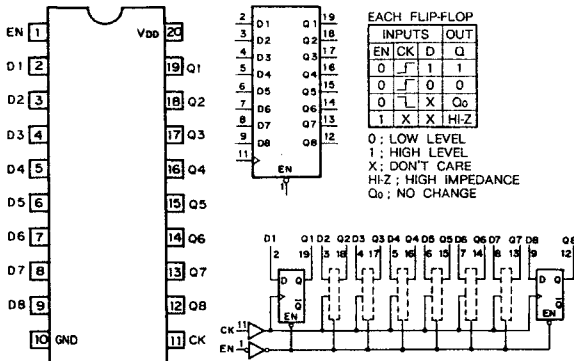 EN 1
D1 2
D2 3
D3 4
D4 5
D5 6
D6 7
D7 8
D8 9
10 GND
VDD 20
19 Q1
18 Q2
17 Q3
16 Q4
15 Q5
14 Q6
13 Q7
12 Q8
11 CK
2 D1 Q1 19
3 D2 Q2 18
4 D3 Q3 17
5 D4 Q4 16
6 D5 Q5 15
7 D6 Q6 14
8 D7 Q7 13
9 D8 Q8 12
11
EN
1
EACH FLIP-FLOP
INPUTS OUT
EN CK D Q
0 1 1
0 0 0
0 X Qo
1 X X HI-Z
0 ; LOW LEVEL
1 ; HIGH LEVEL
X ; DON'T CARE
HI-Z ; HIGH IMPEDANCE
Qo ; NO CHANGE
D1 Q1 D2 Q2 D3 Q3 D4 Q4 D5 Q5 D6 Q6 D7 Q7 D8 Q8
2 19 3 18 4 17 5 16 6 15 7 14 8 13 9 12
D Q D Q
Q̅ Q̅
EN EN
CK 11
EN 1